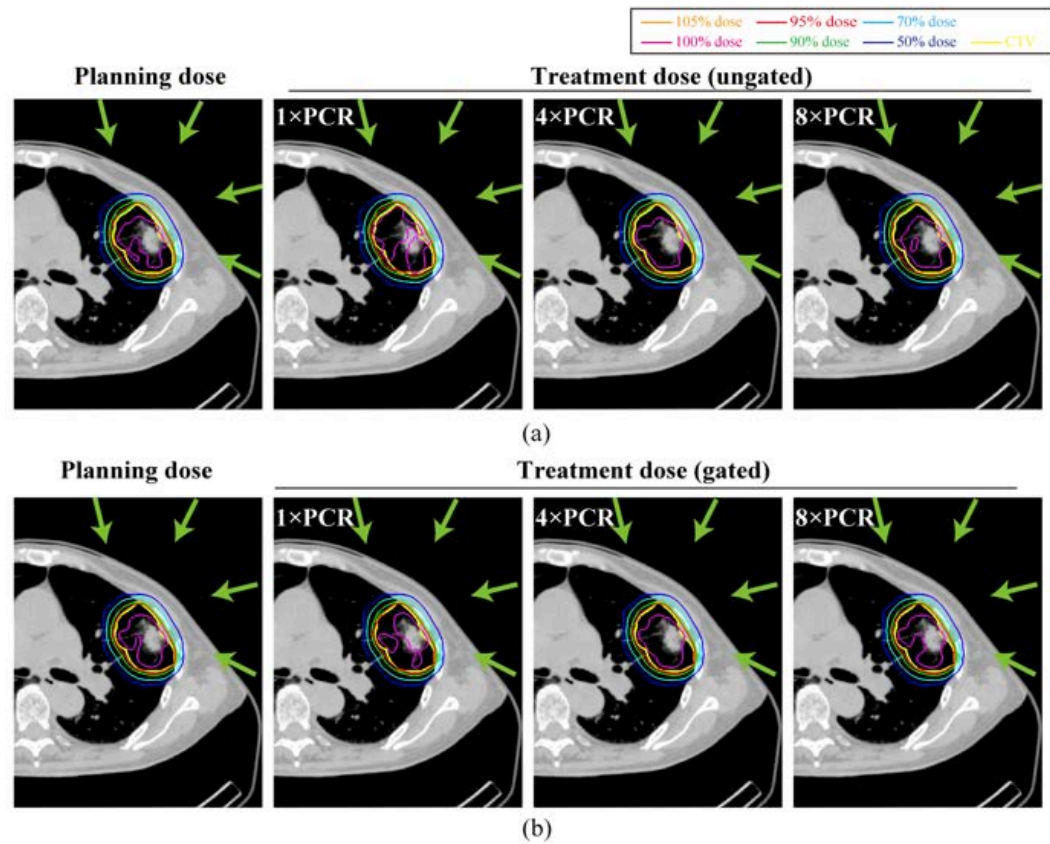 105% dose 95% dose 70% dose
100% dose 90% dose 50% dose CTV
Planning dose Treatment dose (ungated)
1×PCR 4×PCR 8×PCR
(a)
Planning dose Treatment dose (gated)
1×PCR 4×PCR 8×PCR
(b)